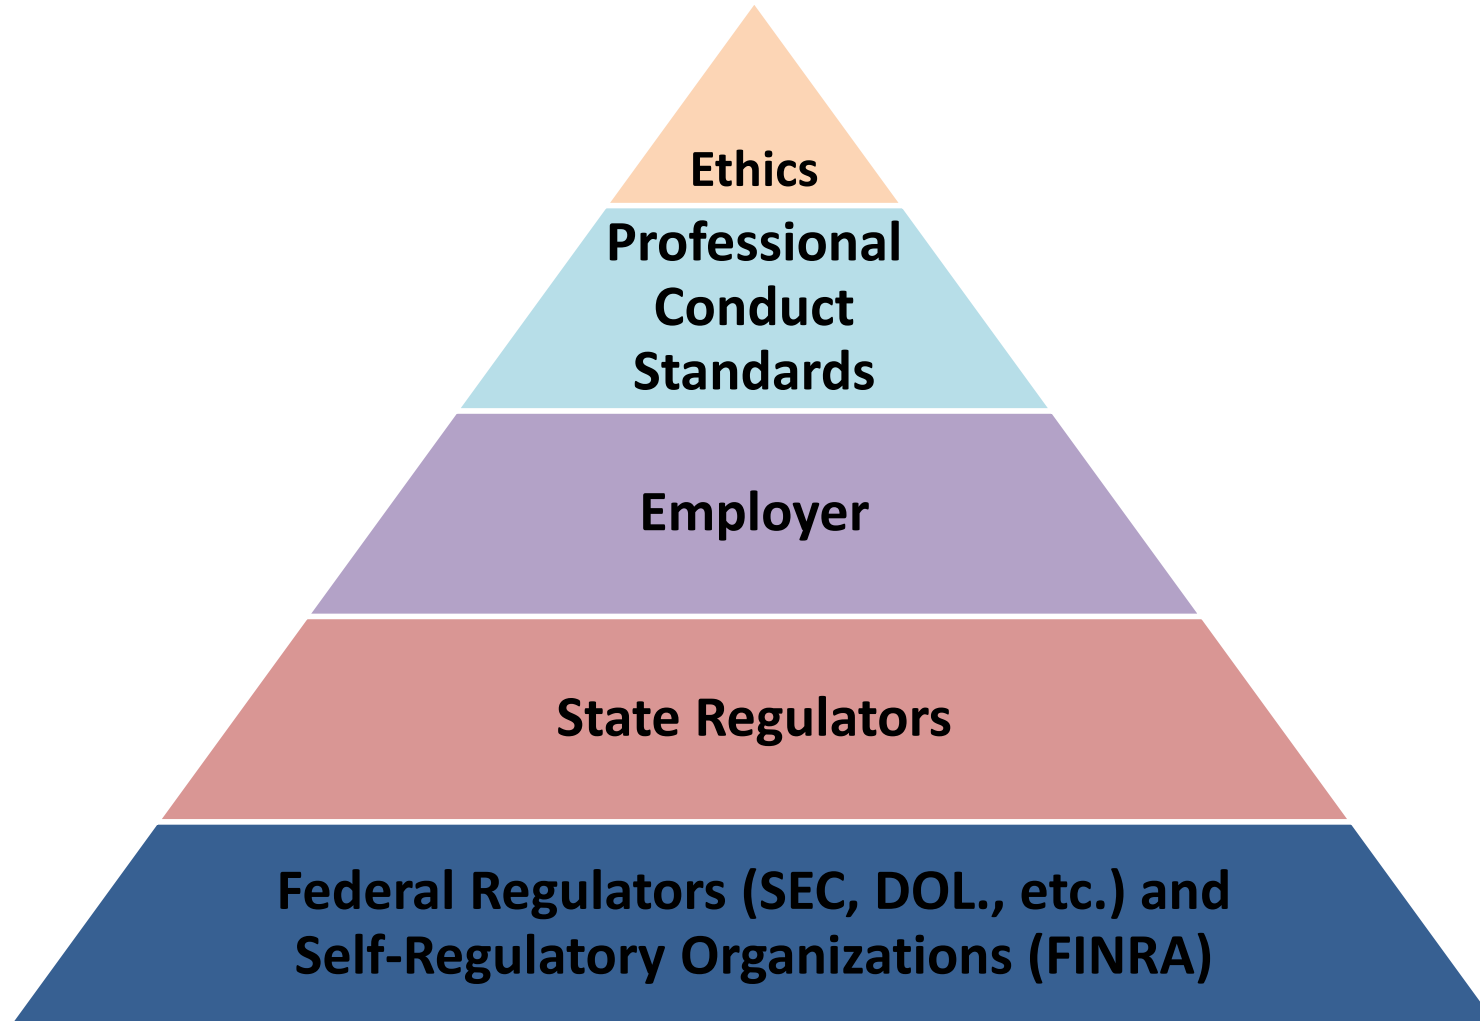 Ethics
Professional
Conduct
Standards
Employer
State Regulators
Federal Regulators (SEC, DOL., etc.) and
Self-Regulatory Organizations (FINRA)